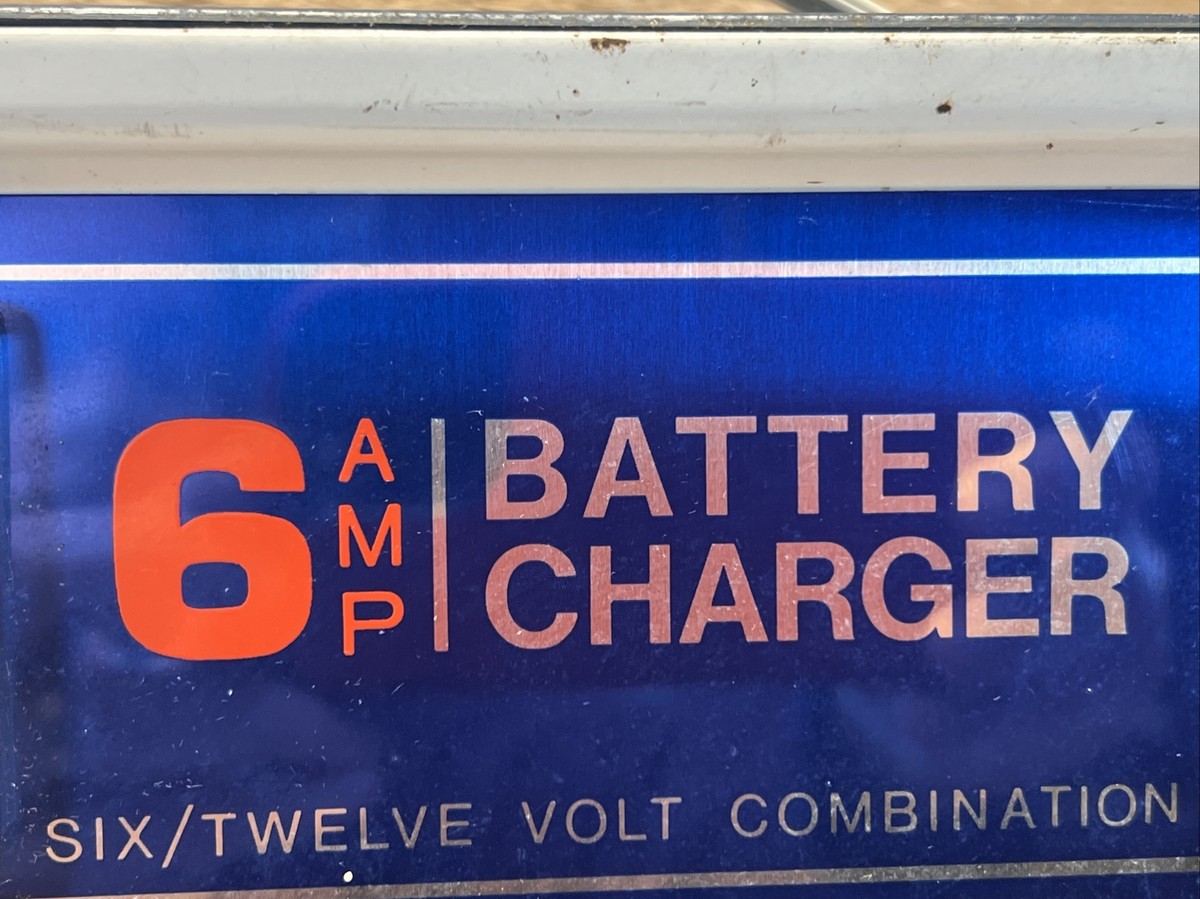 6 AMP
BATTERY
CHARGER
SIX/TWELVE VOLT COMBINATION